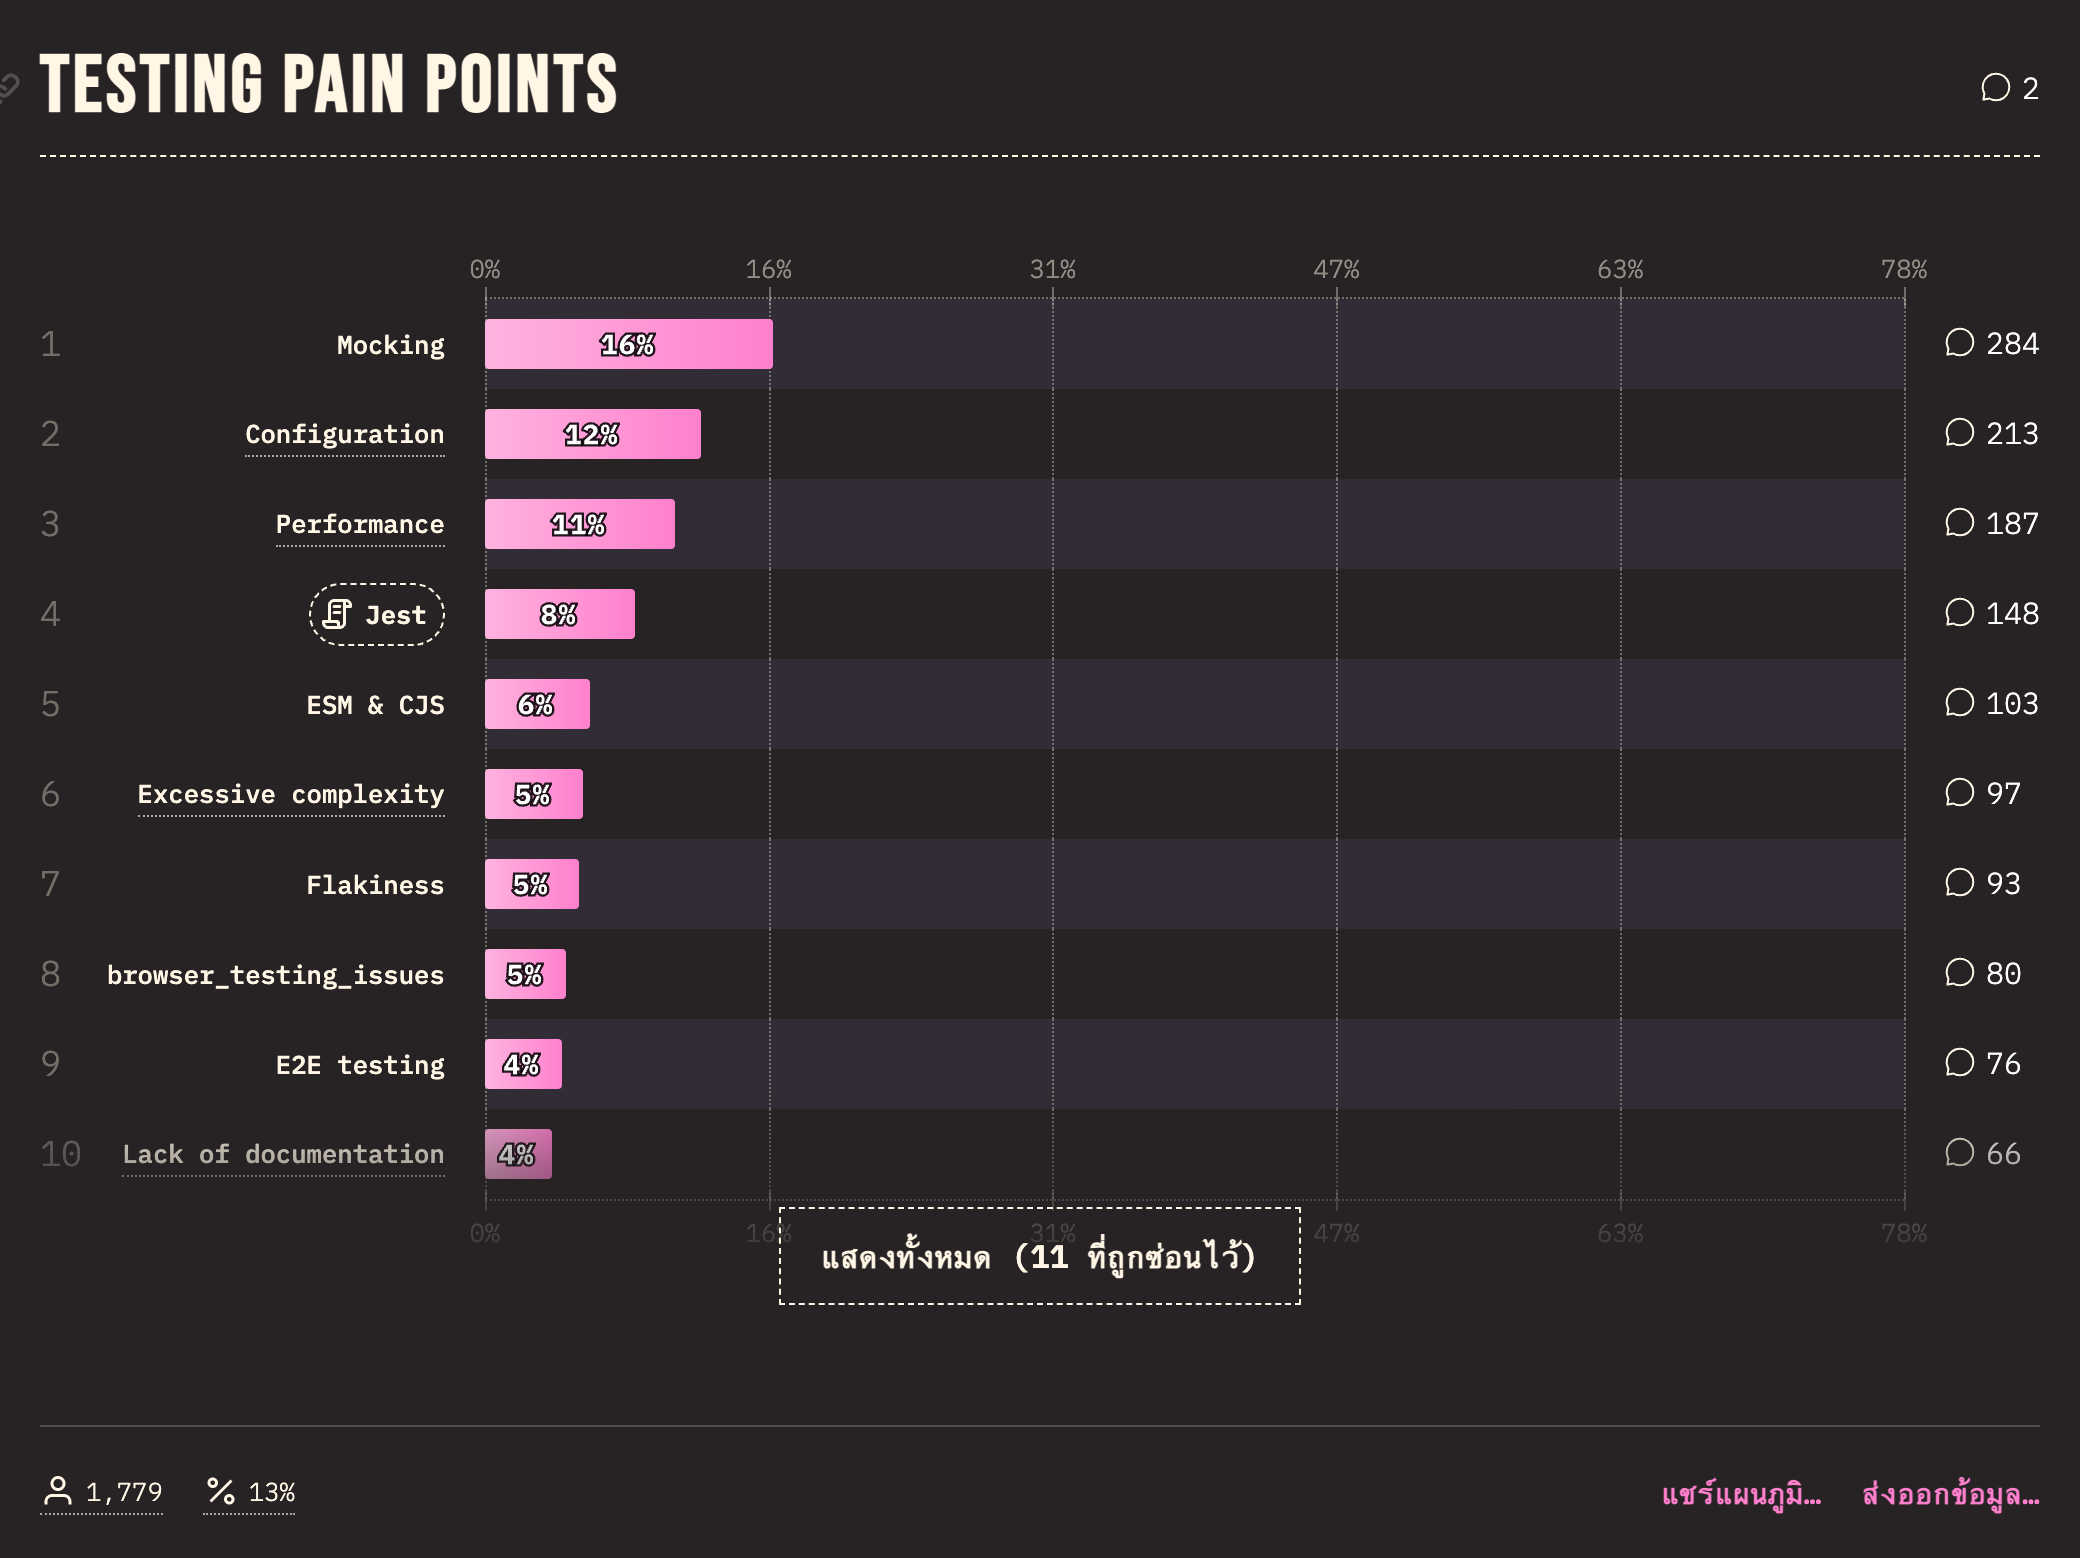 TESTING PAIN POINTS
2
0% 16% 31% 47% 63% 78%
1 Mocking 16% 284
2 Configuration 12% 213
3 Performance 11% 187
4 Jest 8% 148
5 ESM & CJS 6% 103
6 Excessive complexity 5% 97
7 Flakiness 5% 93
8 browser_testing_issues 5% 80
9 E2E testing 4% 76
10 Lack of documentation 4% 66
0% 16% 31% 47% 63% 78%
แสดงทั้งหมด (11 ที่ถูกซ่อนไว้)
1,779 13% แชร์แผนภูมิ… ส่งออกข้อมูล…